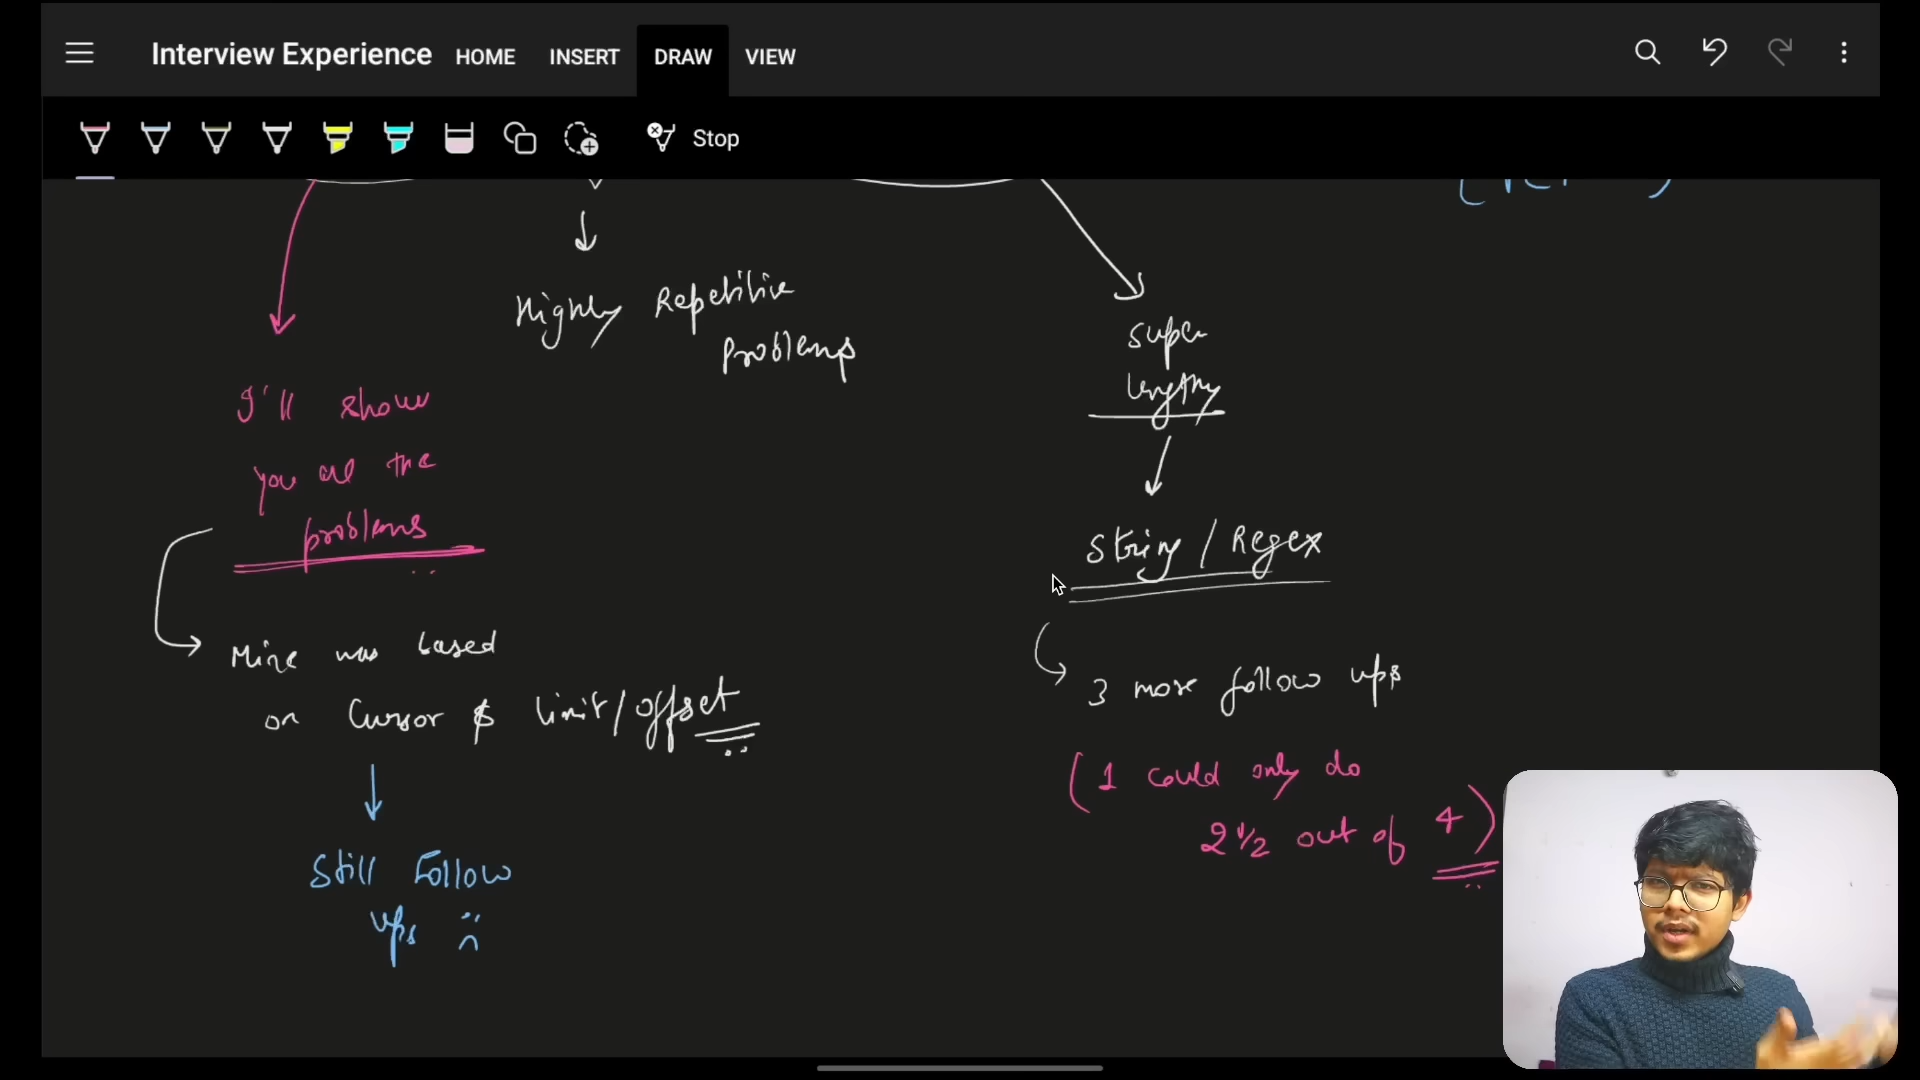 Interview Experience HOME INSERT DRAW VIEW
Stop
Highly Repetitive
Problems
I'll show
you all the
problems
Mine was based
on Cursor & limit/offset
Still Follow
ups
super
lengthy
String / Regex
3 more follow ups
(I could only do
2 1/2 out of 4)